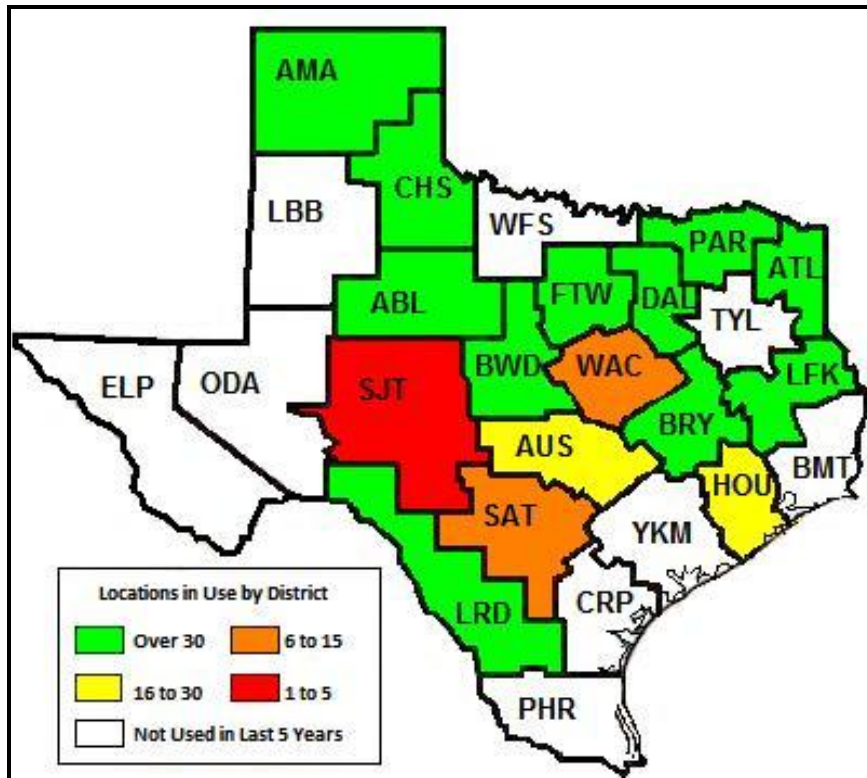 AMA
CHS
LBB
WFS
PAR
ATL
ABL
FTW
DAL
TYL
ELP
ODA
SJT
BWD
WAC
LFK
BRY
AUS
HOU
BMT
SAT
YKM
LRD
CRP
PHR
Locations in Use by District
Over 30 6 to 15
16 to 30 1 to 5
Not Used in Last 5 Years